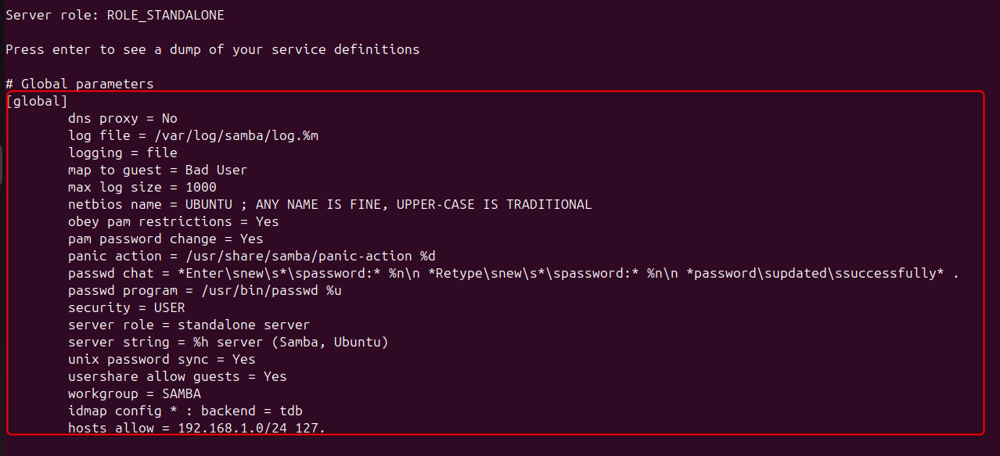 Server role: ROLE_STANDALONE
Press enter to see a dump of your service definitions
# Global parameters
[global]
dns proxy = No
log file = /var/log/samba/log.%m
logging = file
map to guest = Bad User
max log size = 1000
netbios name = UBUNTU ; ANY NAME IS FINE, UPPER-CASE IS TRADITIONAL
obey pam restrictions = Yes
pam password change = Yes
panic action = /usr/share/samba/panic-action %d
passwd chat = *Enter\snew\s*\spassword:* %n\n *Retype\snew\s*\spassword:* %n\n *password\supdated\ssuccessfully* .
passwd program = /usr/bin/passwd %u
security = USER
server role = standalone server
server string = %h server (Samba, Ubuntu)
unix password sync = Yes
usershare allow guests = Yes
workgroup = SAMBA
idmap config * : backend = tdb
hosts allow = 192.168.1.0/24 127.